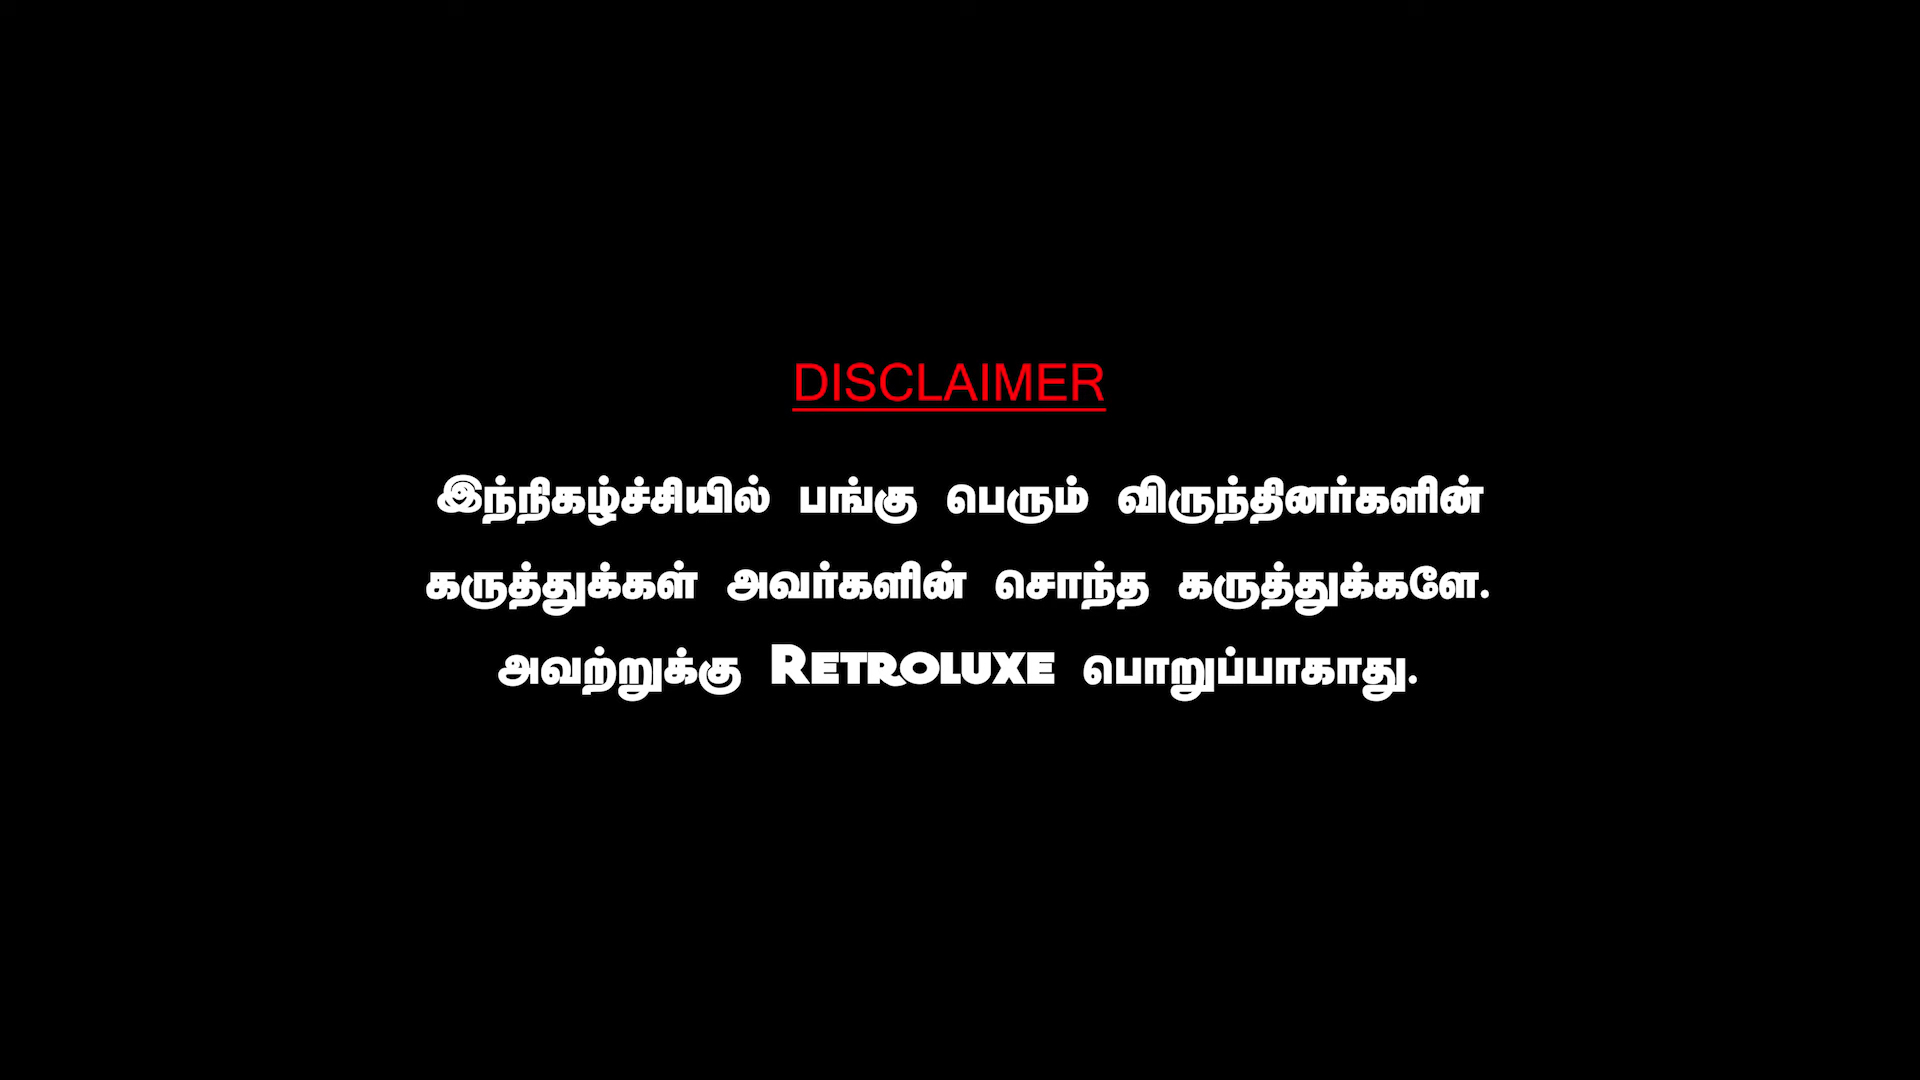 DISCLAIMER
இந்நிகழ்ச்சியில் பங்கு பெரும் விருந்தினர்களின்
கருத்துக்கள் அவர்களின் சொந்த கருத்துக்களே.
அவற்றுக்கு RETROLUXE பொறுப்பாகாது.